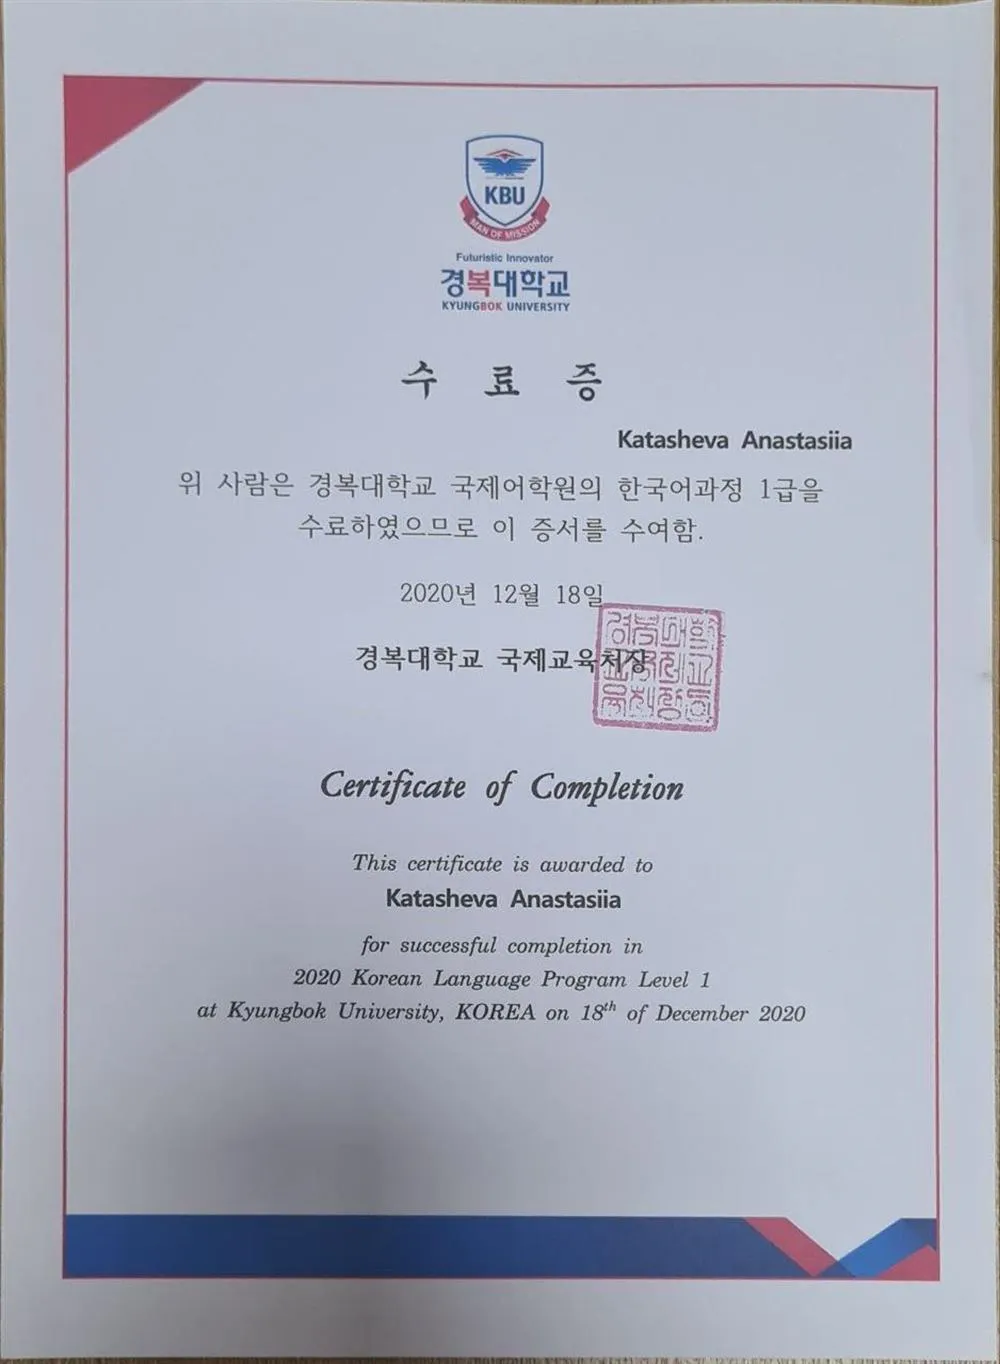 KBU
MAN OF MISSION
Futuristic Innovator
경복대학교
KYUNGBOK UNIVERSITY
수 료 증
Katasheva Anastasiia
위 사람은 경복대학교 국제어학원의 한국어과정 1급을
수료하였으므로 이 증서를 수여함.
2020년 12월 18일
경복대학교 국제교육처장
Certificate of Completion
This certificate is awarded to
Katasheva Anastasiia
for successful completion in
2020 Korean Language Program Level 1
at Kyungbok University, KOREA on 18th of December 2020